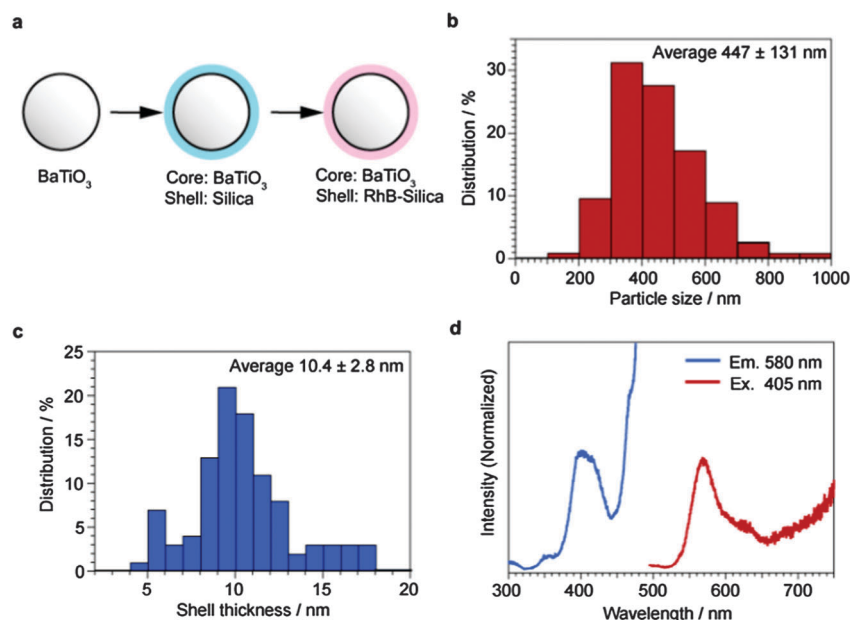 a
BaTiO3
Core: BaTiO3
Shell: Silica
Core: BaTiO3
Shell: RhB-Silica
b
Average 447 ± 131 nm
Distribution / %
30
20
10
0
0 200 400 600 800 1000
Particle size / nm
c
Average 10.4 ± 2.8 nm
Distribution / %
25
20
15
10
5
0
5 10 15 20
Shell thickness / nm
d
Em. 580 nm
Ex. 405 nm
Intensity (Normalized)
300 400 500 600 700
Wavelength / nm